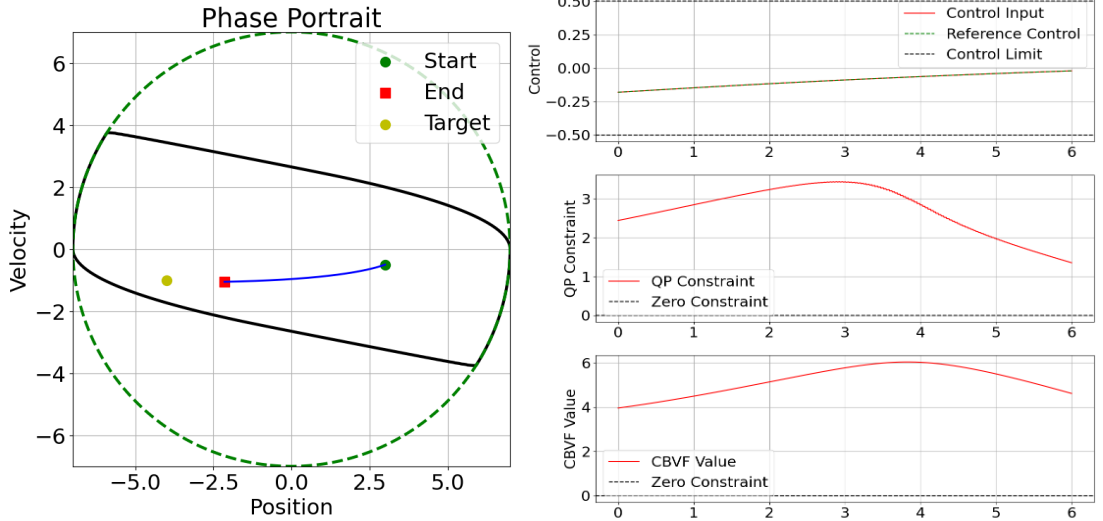 Phase Portrait
Velocity
6
4
2
0
−2
−4
−6
Start
End
Target
−5.0
−2.5
0.0
2.5
5.0
Position
Control
0.50
0.25
0.00
−0.25
−0.50
Control Input
Reference Control
Control Limit
0 1 2 3 4 5 6
QP Constraint
3
2
1
0
QP Constraint
Zero Constraint
0 1 2 3 4 5 6
CBVF Value
6
4
2
0
CBVF Value
Zero Constraint
0 1 2 3 4 5 6